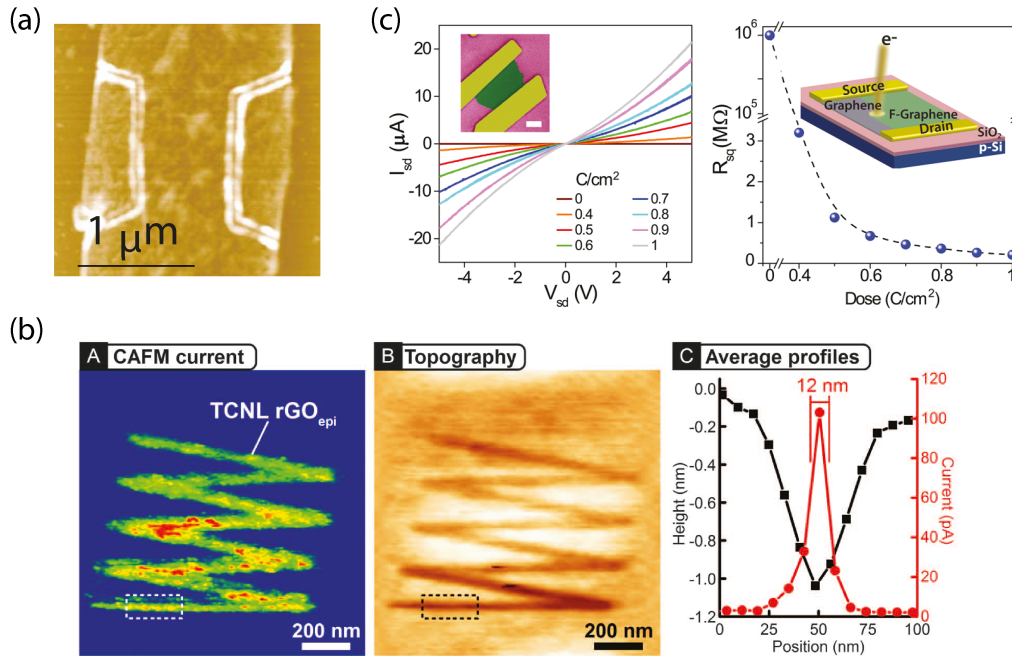 (a)
1 μm
(c)
I_sd (μA)
20
10
0
-10
-20
C/cm²
0
0.4
0.5
0.6
0.7
0.8
0.9
1
-4
-2
0
2
4
V_sd (V)
R_sq (MΩ)
10⁶
10⁵
3
2
1
0
e-
Source
Graphene
F-Graphene
Drain
SiO₂
p-Si
0
0.4
0.6
0.8
1
Dose (C/cm²)
(b)
A CAFM current
TCNL rGO_epi
200 nm
B Topography
200 nm
C Average profiles
12 nm
Height (nm)
0.0
-0.2
-0.4
-0.6
-0.8
-1.0
-1.2
Current (pA)
120
100
80
60
40
20
0
0
25
50
75
100
Position (nm)